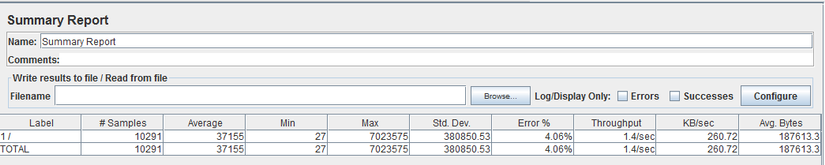 Summary Report
Name: Summary Report
Comments:
Write results to file / Read from file
Filename Browse... Log/Display Only: Errors Successes Configure
Label # Samples Average Min Max Std. Dev. Error % Throughput KB/sec Avg. Bytes
1 / 10291 37155 27 7023575 380850.53 4.06% 1.4/sec 260.72 187613.3
TOTAL 10291 37155 27 7023575 380850.53 4.06% 1.4/sec 260.72 187613.3